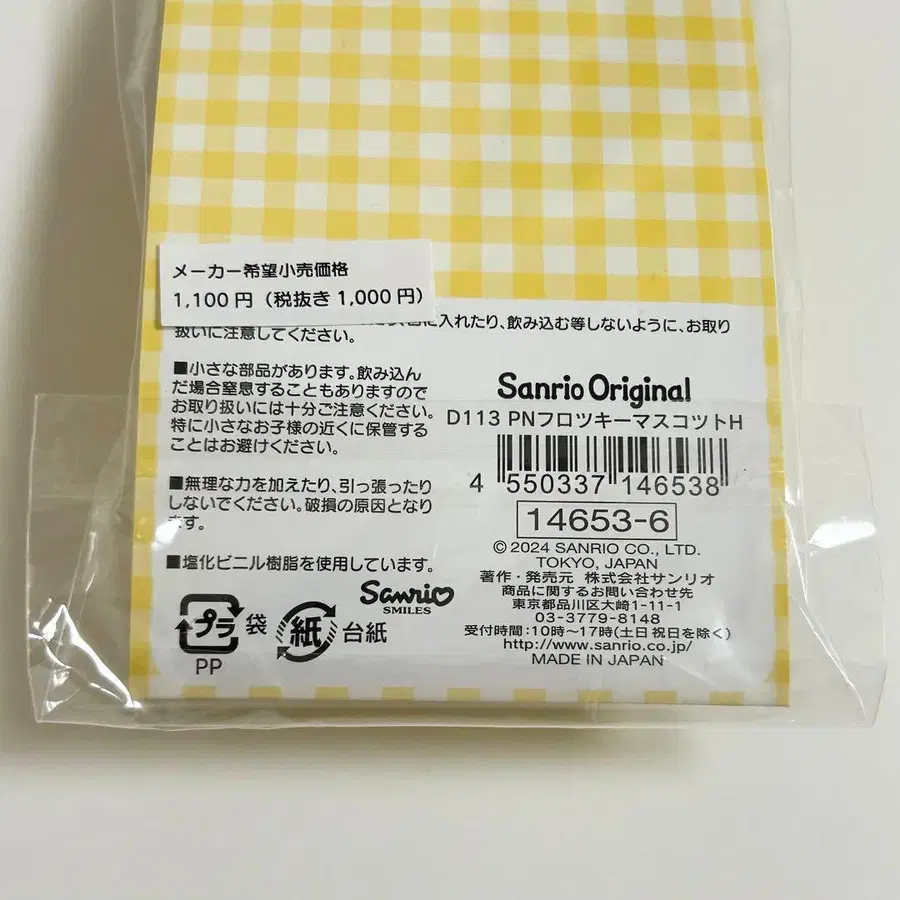 メーカー希望小売価格
1,100円（税抜き1,000円）
に入れたり、飲み込む等しないように、お取り
扱いに注意してください。
■小さな部品があります。飲み込ん
だ場合窒息することもありますので
お取り扱いには十分ご注意ください。
特に小さなお子様の近くに保管する
ことはお避けください。
■無理な力を加えたり、引っ張ったり
しないでください。破損の原因となり
ます。
■塩化ビニル樹脂を使用しています。
プラ 袋
PP
紙 台紙
Sanrio
SMILES
Sanrio Original
D113 PNフロツキーマスコツトH
4 550337 146538
14653-6
© 2024 SANRIO CO., LTD.
TOKYO, JAPAN
著作・発売元 株式会社サンリオ
商品に関するお問い合わせ先
東京都品川区大崎1-11-1
03-3779-8148
受付時間：10時～17時(土日祝日を除く)
http://www.sanrio.co.jp/
MADE IN JAPAN